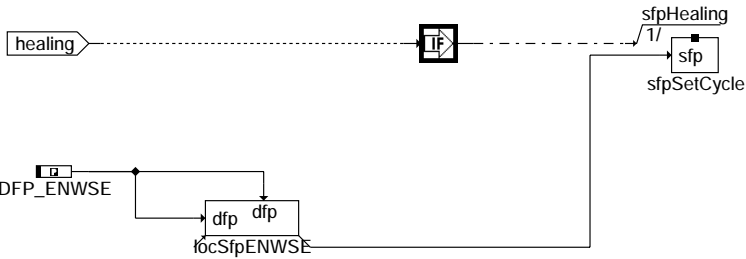 sfpHealing
1/
healing
IF
sfp
sfpSetCycle
DFP_ENWSE
dfp
dfp
locSfpENWSE